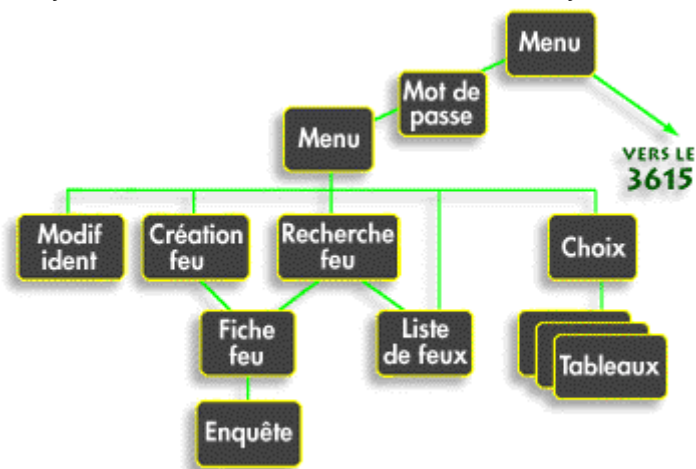 Menu
Mot de
passe
Menu
VERS LE
3615
Modif
ident
Création
feu
Recherche
feu
Choix
Fiche
feu
Liste
de feux
Tableaux
Enquête